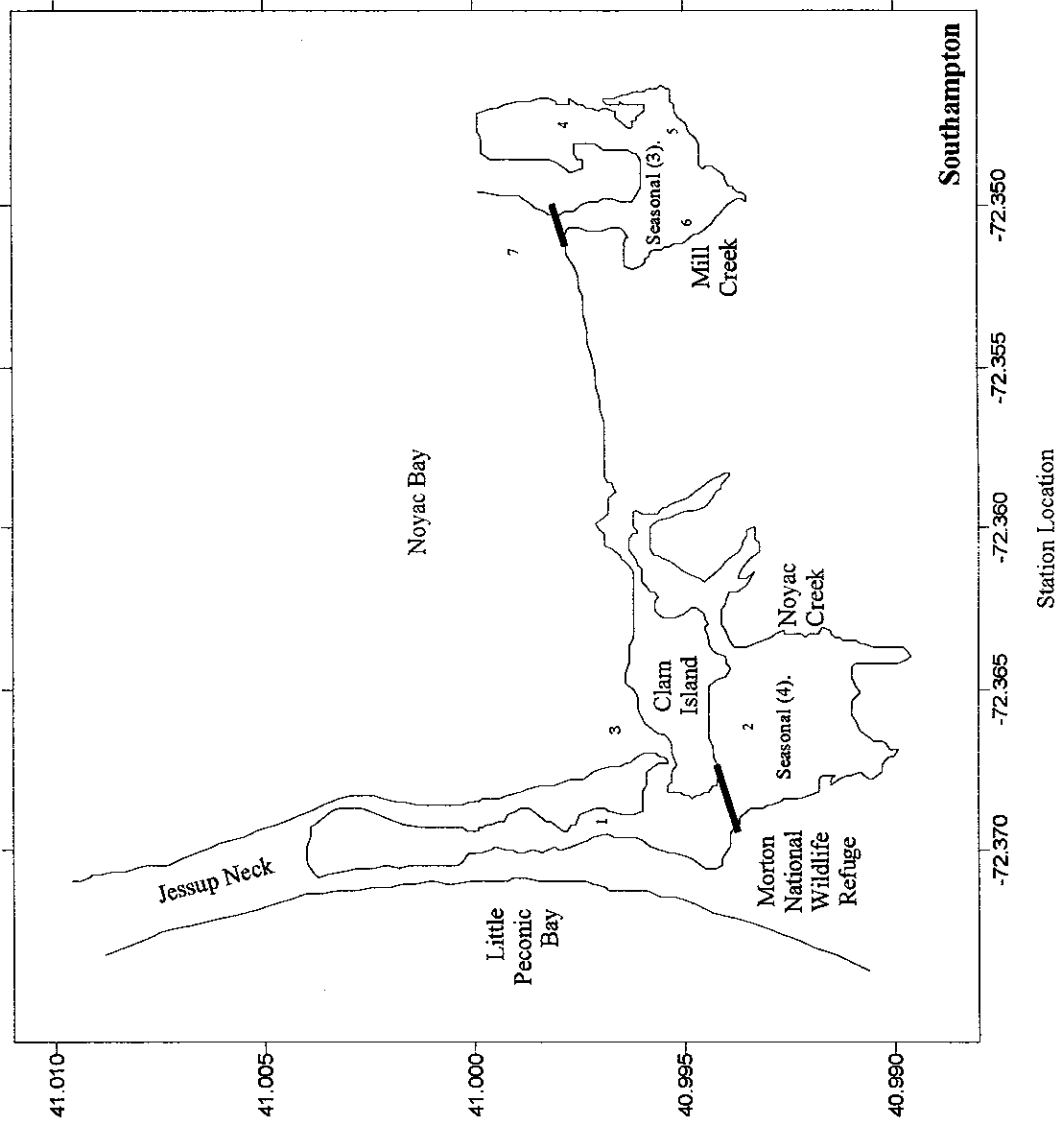 41.010
41.005
41.000
40.995
40.990
Jessup Neck
Little
Peconic
Bay
1
3
Noyac Bay
7
4
5
Seasonal (3).
6
Mill
Creek
Clam
Island
2
Seasonal (4).
Noyac
Creek
Morton
National
Wildlife
Refuge
Southampton
-72.370
-72.365
-72.360
-72.355
-72.350
Station Location